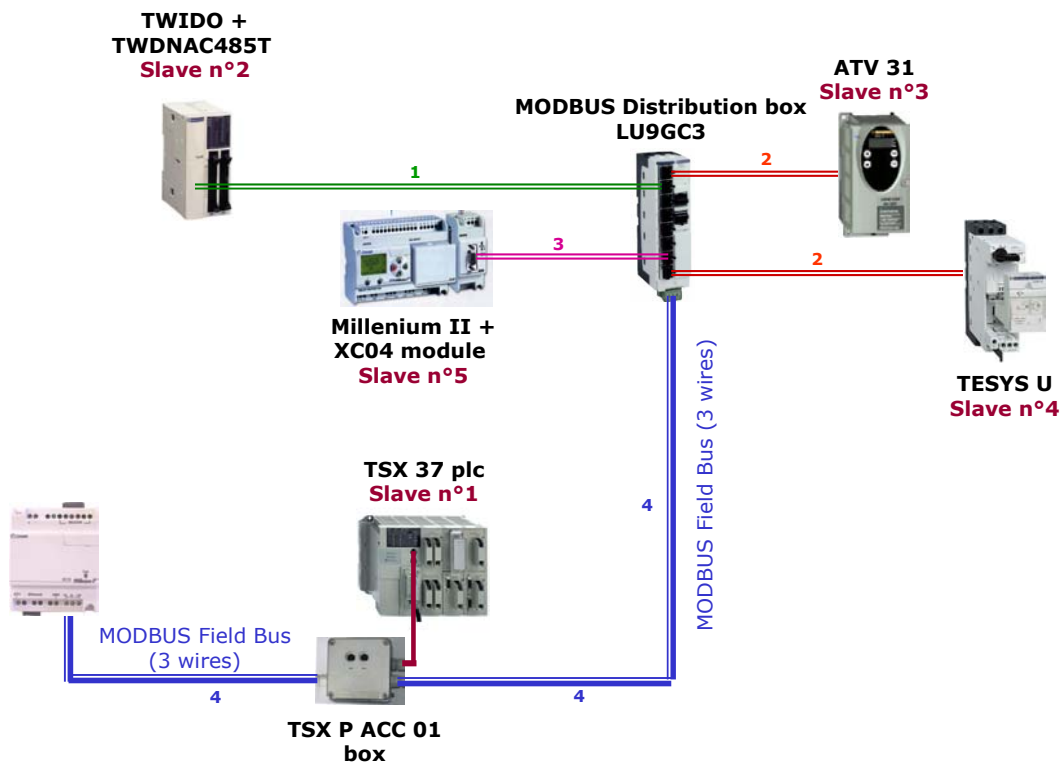 TWIDO +
TWDNAC485T
Slave n°2
ATV 31
Slave n°3
MODBUS Distribution box
LU9GC3
1
2
3
2
Millenium II +
XC04 module
Slave n°5
TESYS U
Slave n°4
MODBUS Field Bus (3 wires)
TSX 37 plc
Slave n°1
4
MODBUS Field Bus
(3 wires)
4
4
TSX P ACC 01
box